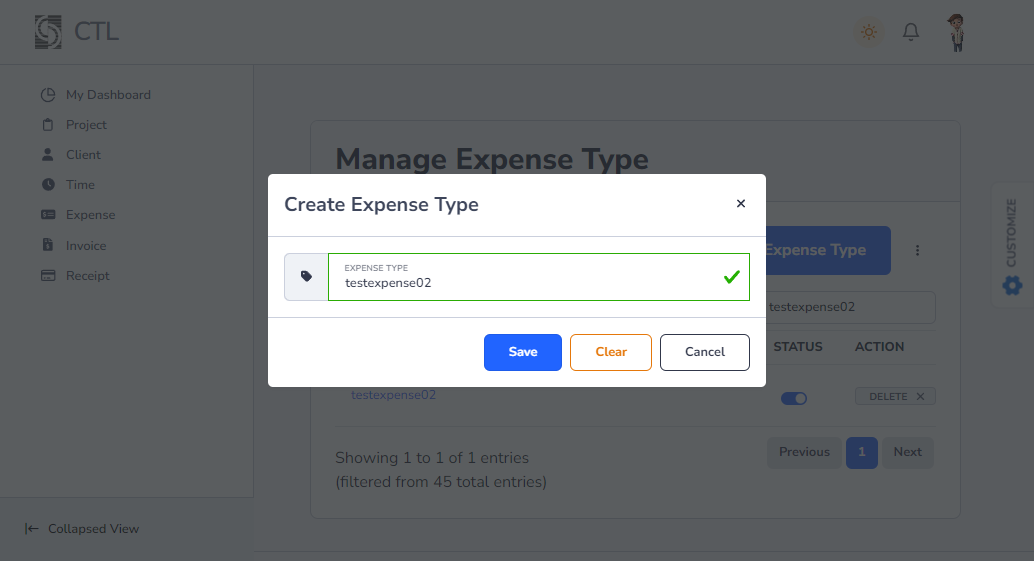 CTL
My Dashboard
Project
Client
Time
Expense
Invoice
Receipt
Collapsed View
Manage Expense Type
Create Expense Type
×
EXPENSE TYPE
testexpense02
Save
Clear
Cancel
Expense Type
testexpense02
STATUS ACTION
testexpense02
DELETE ×
Showing 1 to 1 of 1 entries
(filtered from 45 total entries)
Previous 1 Next
CUSTOMIZE